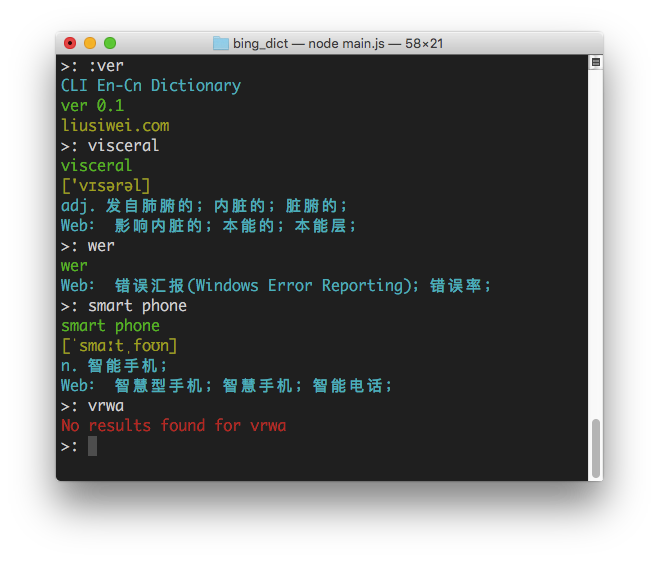 bing_dict — node main.js — 58×21
>: :ver
CLI En-Cn Dictionary
ver 0.1
liusiwei.com
>: visceral
visceral
['vɪsərəl]
adj. 发自肺腑的；内脏的；脏腑的；
Web： 影响内脏的；本能的；本能层；
>: wer
wer
Web： 错误汇报(Windows Error Reporting)；错误率；
>: smart phone
smart phone
[ˈsmɑːtˌfoʊn]
n. 智能手机；
Web： 智慧型手机；智慧手机；智能电话；
>: vrwa
No results found for vrwa
>: